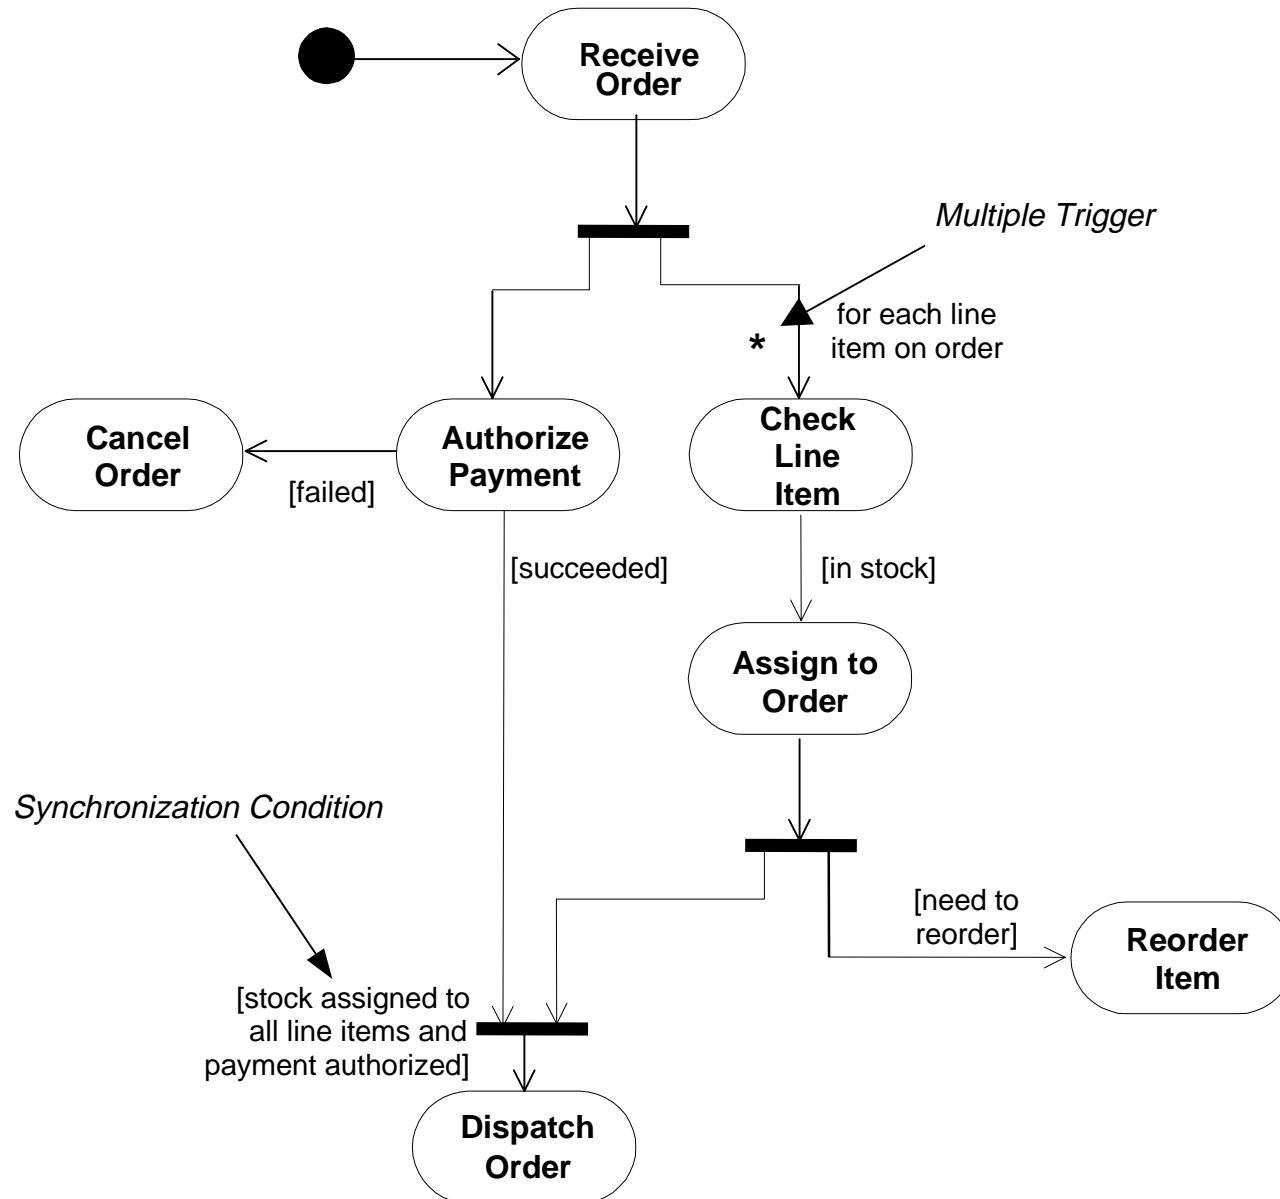 Receive
Order
Multiple Trigger
for each line
item on order
*
Cancel
Order
Authorize
Payment
Check
Line
Item
[failed]
[succeeded]
[in stock]
Assign to
Order
Synchronization Condition
[need to
reorder]
Reorder
Item
[stock assigned to
all line items and
payment authorized]
Dispatch
Order